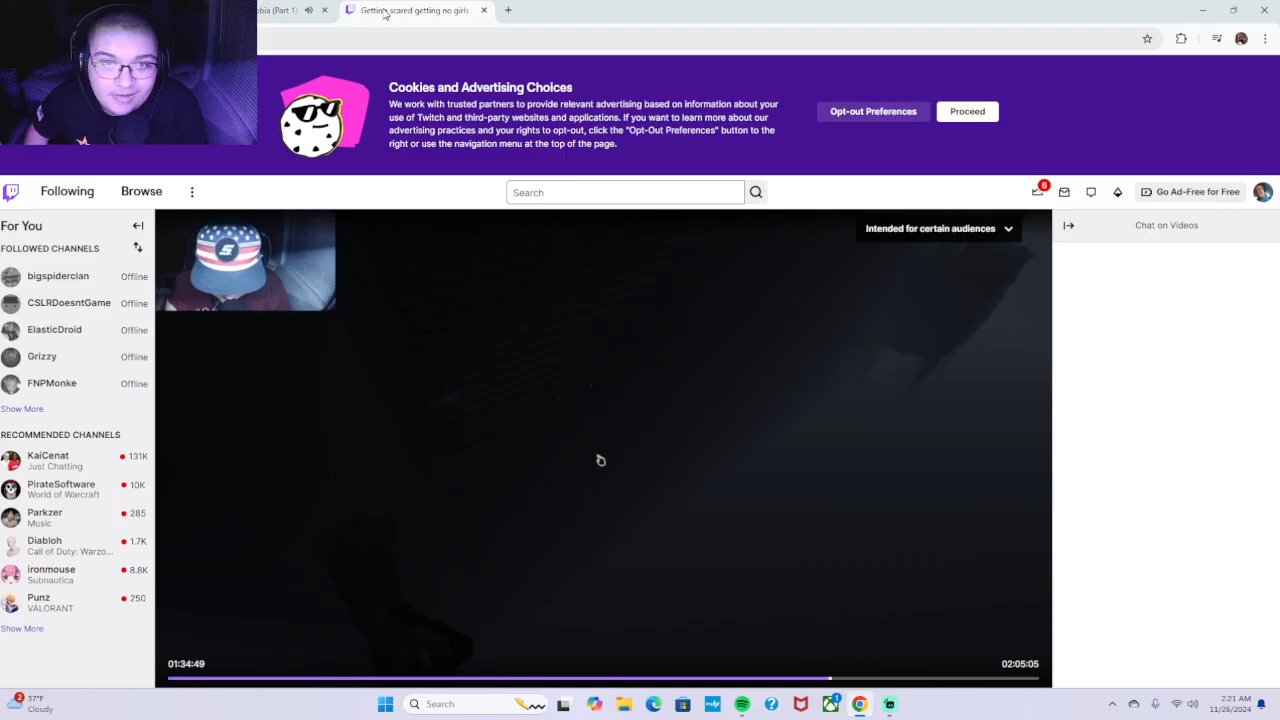 obia (Part 1)
Getting scared getting no girls
Cookies and Advertising Choices
We work with trusted partners to provide relevant advertising based on information about your
use of Twitch and third-party websites and applications. If you want to learn more about our
advertising practices and your rights to opt-out, click the "Opt-Out Preferences" button to the
right or use the navigation menu at the top of the page.
Opt-out Preferences
Proceed
Following
Browse
Search
6
Go Ad-Free for Free
For You
FOLLOWED CHANNELS
bigspiderclan Offline
CSLRDoesntGame Offline
ElasticDroid Offline
Grizzy Offline
FNPMonke Offline
Show More
RECOMMENDED CHANNELS
KaiCenat 131K
Just Chatting
PirateSoftware 10K
World of Warcraft
Parkzer 285
Music
Diabloh 1.7K
Call of Duty: Warzo...
ironmouse 8.8K
Subnautica
Punz 250
VALORANT
Show More
S
Intended for certain audiences
Chat on Videos
01:34:49
02:05:05
2
37°F
Cloudy
Search
1
2:21 AM
11/26/2024